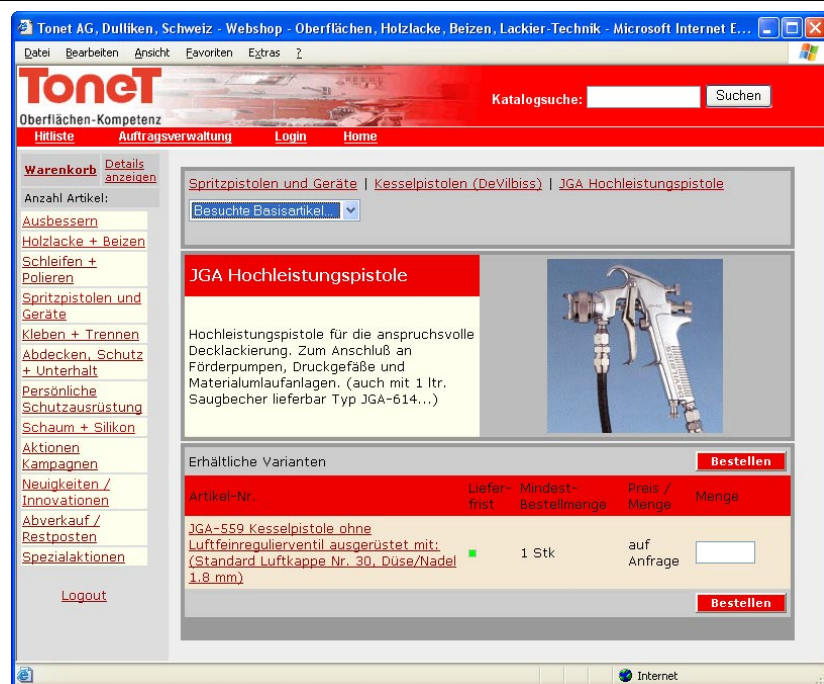 Tonet AG, Dulliken, Schweiz - Webshop - Oberflächen, Holzlacke, Beizen, Lackier-Technik - Microsoft Internet E...
Datei Bearbeiten Ansicht Favoriten Extras ?
ToneT
Oberflächen-Kompetenz
Katalogsuche:
Suchen
Hitliste Auftragsverwaltung Login Home
Warenkorb
Details
anzeigen
Anzahl Artikel:
Ausbessern
Holzlacke + Beizen
Schleifen +
Polieren
Spritzpistolen und
Geräte
Kleben + Trennen
Abdecken, Schutz
+ Unterhalt
Persönliche
Schutzausrüstung
Schaum + Silikon
Aktionen
Kampagnen
Neuigkeiten /
Innovationen
Abverkauf /
Restposten
Spezialaktionen
Logout
Spritzpistolen und Geräte | Kesselpistolen (DeVilbiss) | JGA Hochleistungspistole
Besuchte Basisartikel...
JGA Hochleistungspistole
Hochleistungspistole für die anspruchsvolle
Decklackierung. Zum Anschluß an
Förderpumpen, Druckgefäße und
Materialumlaufanlagen. (auch mit 1 ltr.
Saugbecher lieferbar Typ JGA-614...)
Erhältliche Varianten
Bestellen
Artikel-Nr.
Liefer-
frist
Mindest-
Bestellmenge
Preis /
Menge
Menge
JGA-559 Kesselpistole ohne
Luftfeinregulierventil ausgerüstet mit:
(Standard Luftkappe Nr. 30, Düse/Nadel
1.8 mm)
1 Stk
auf
Anfrage
Bestellen
Internet